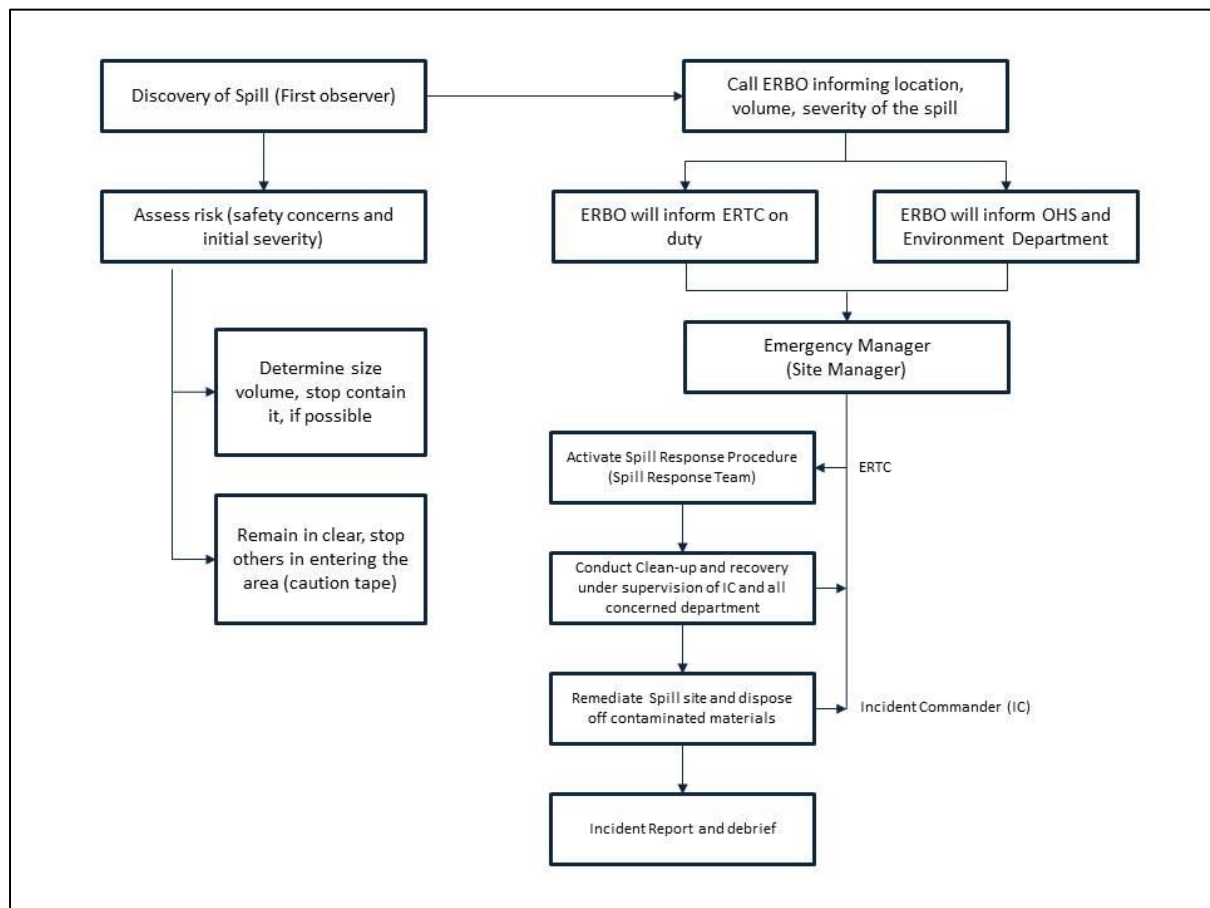 Discovery of Spill (First observer)
Call ERBO informing location,
volume, severity of the spill
Assess risk (safety concerns and
initial severity)
ERBO will inform ERTC on
duty
ERBO will inform OHS and
Environment Department
Determine size
volume, stop contain
it, if possible
Emergency Manager
(Site Manager)
Activate Spill Response Procedure
(Spill Response Team)
ERTC
Remain in clear, stop
others in entering the
area (caution tape)
Conduct Clean-up and recovery
under supervision of IC and all
concerned department
Remediate Spill site and dispose
off contaminated materials
Incident Commander (IC)
Incident Report and debrief